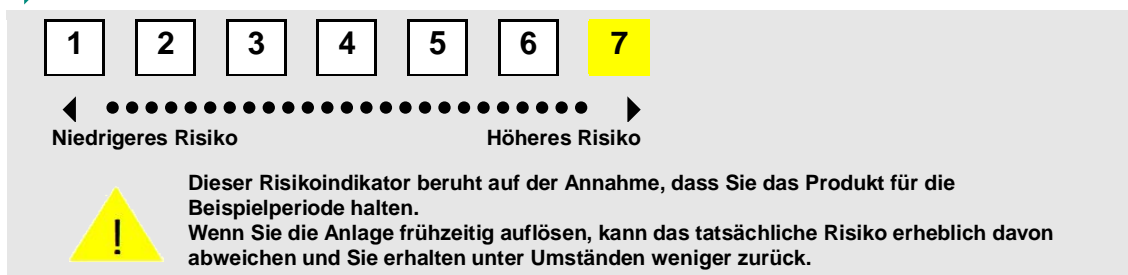 1 2 3 4 5 6 7
Niedrigeres Risiko Höheres Risiko
Dieser Risikoindikator beruht auf der Annahme, dass Sie das Produkt für die
Beispielperiode halten.
Wenn Sie die Anlage frühzeitig auflösen, kann das tatsächliche Risiko erheblich davon
abweichen und Sie erhalten unter Umständen weniger zurück.
!